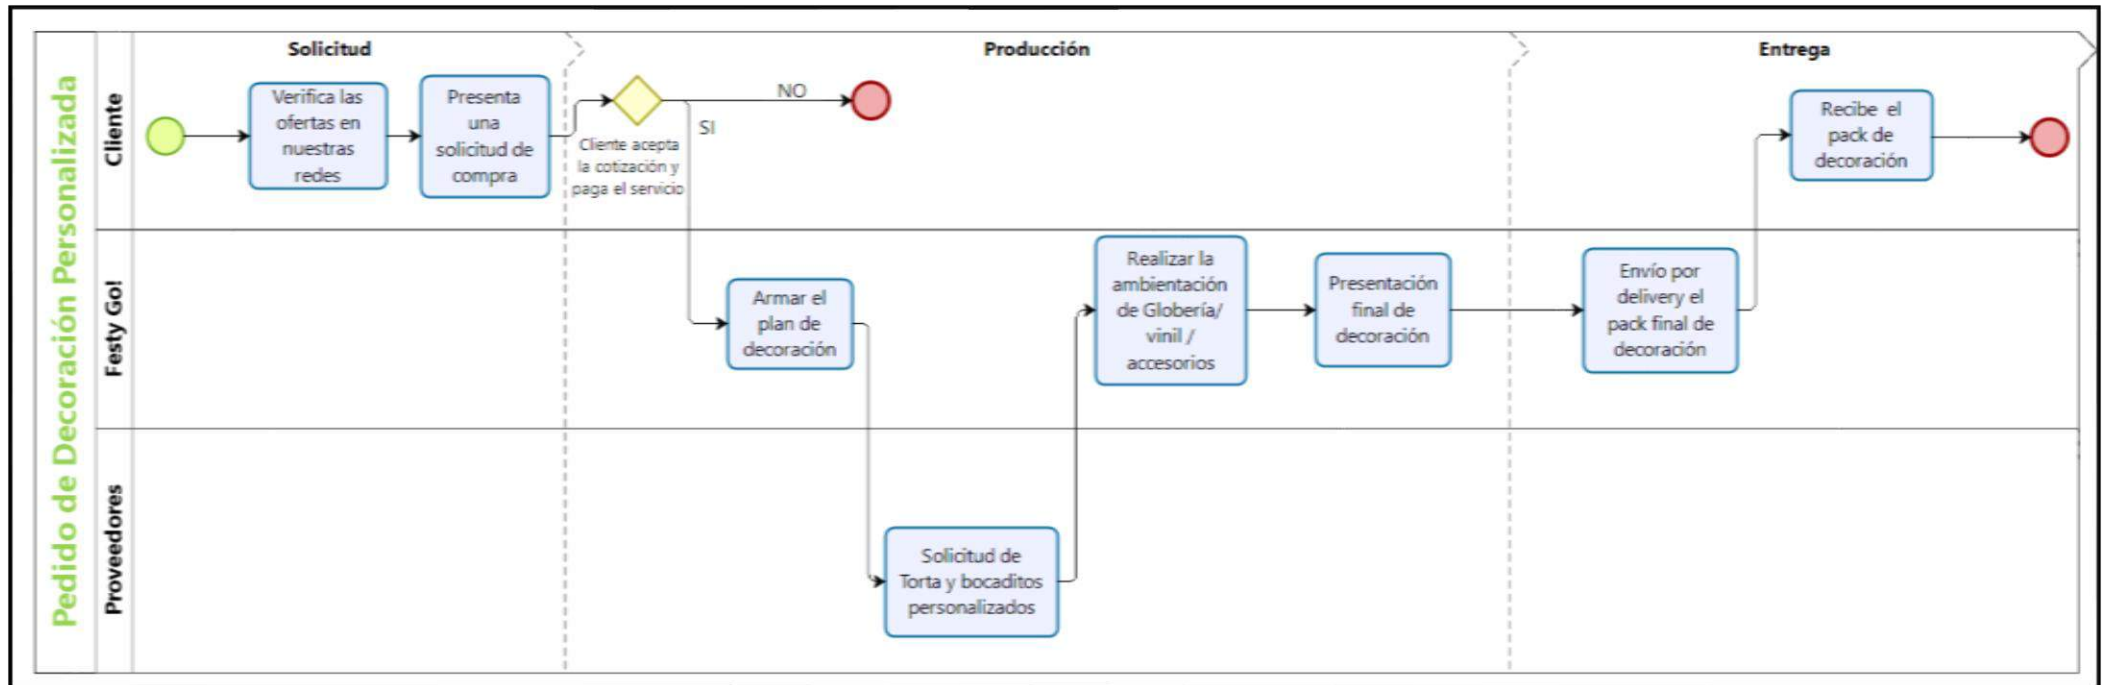 Pedido de Decoración Personalizada
Solicitud
Producción
Entrega
Cliente
Verifica las
ofertas en
nuestras
redes
Presenta
una
solicitud de
compra
Cliente acepta
la cotización y
paga el servicio
NO
SI
Recibe el
pack de
decoración
Festy Go!
Armar el
plan de
decoración
Realizar la
ambientación
de Globería/
vinil /
accesorios
Presentación
final de
decoración
Envío por
delivery el
pack final de
decoración
Proveedores
Solicitud de
Torta y bocaditos
personalizados